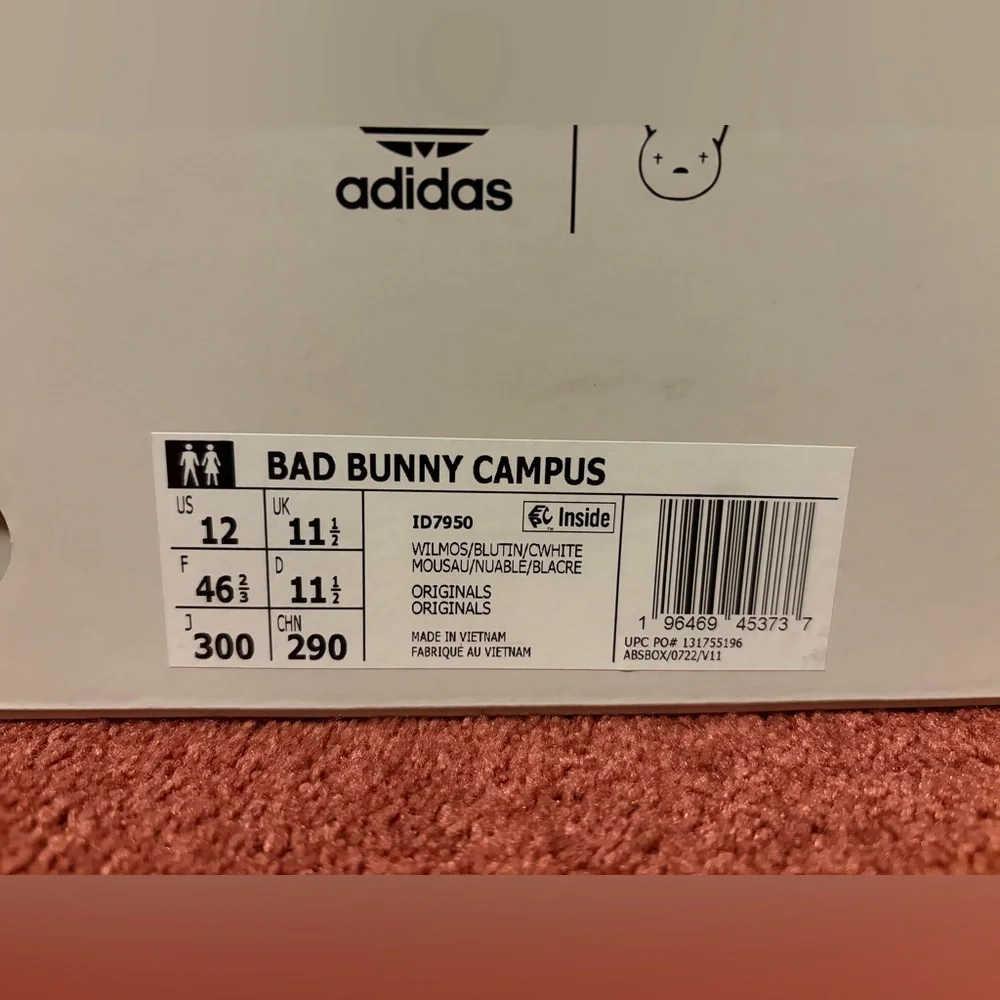 adidas
BAD BUNNY CAMPUS
US 12
UK 11 1/2
F 46 2/3
D 11 1/2
J 300
CHN 290
ID7950
Inside
WILMOS/BLUTIN/CWHITE
MOUSAU/NUABLE/BLACRE
ORIGINALS
ORIGINALS
MADE IN VIETNAM
FABRIQUÉ AU VIETNAM
1 96469 45373 7
UPC PO# 131755196
ABSBOX/0722/V11